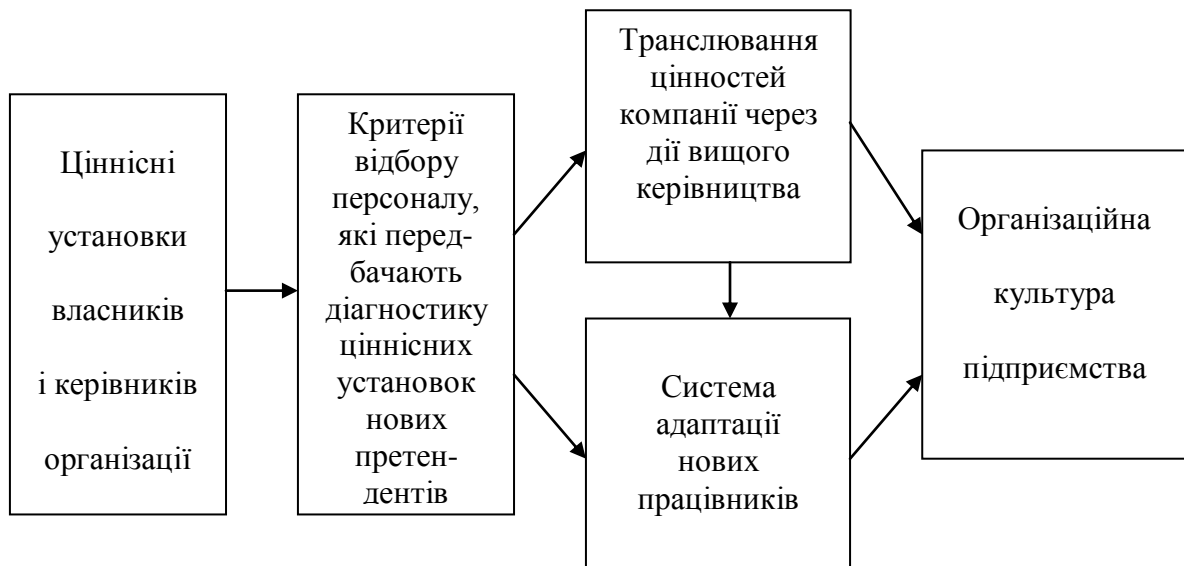 Ціннісні
установки
власників
і керівників
організації
Критерії
відбору
персоналу,
які перед-
бачають
діагностику
ціннісних
установок
нових
претен-
дентів
Транслювання
цінностей
компанії через
дії вищого
керівництва
Система
адаптації
нових
працівників
Організаційна
культура
підприємства